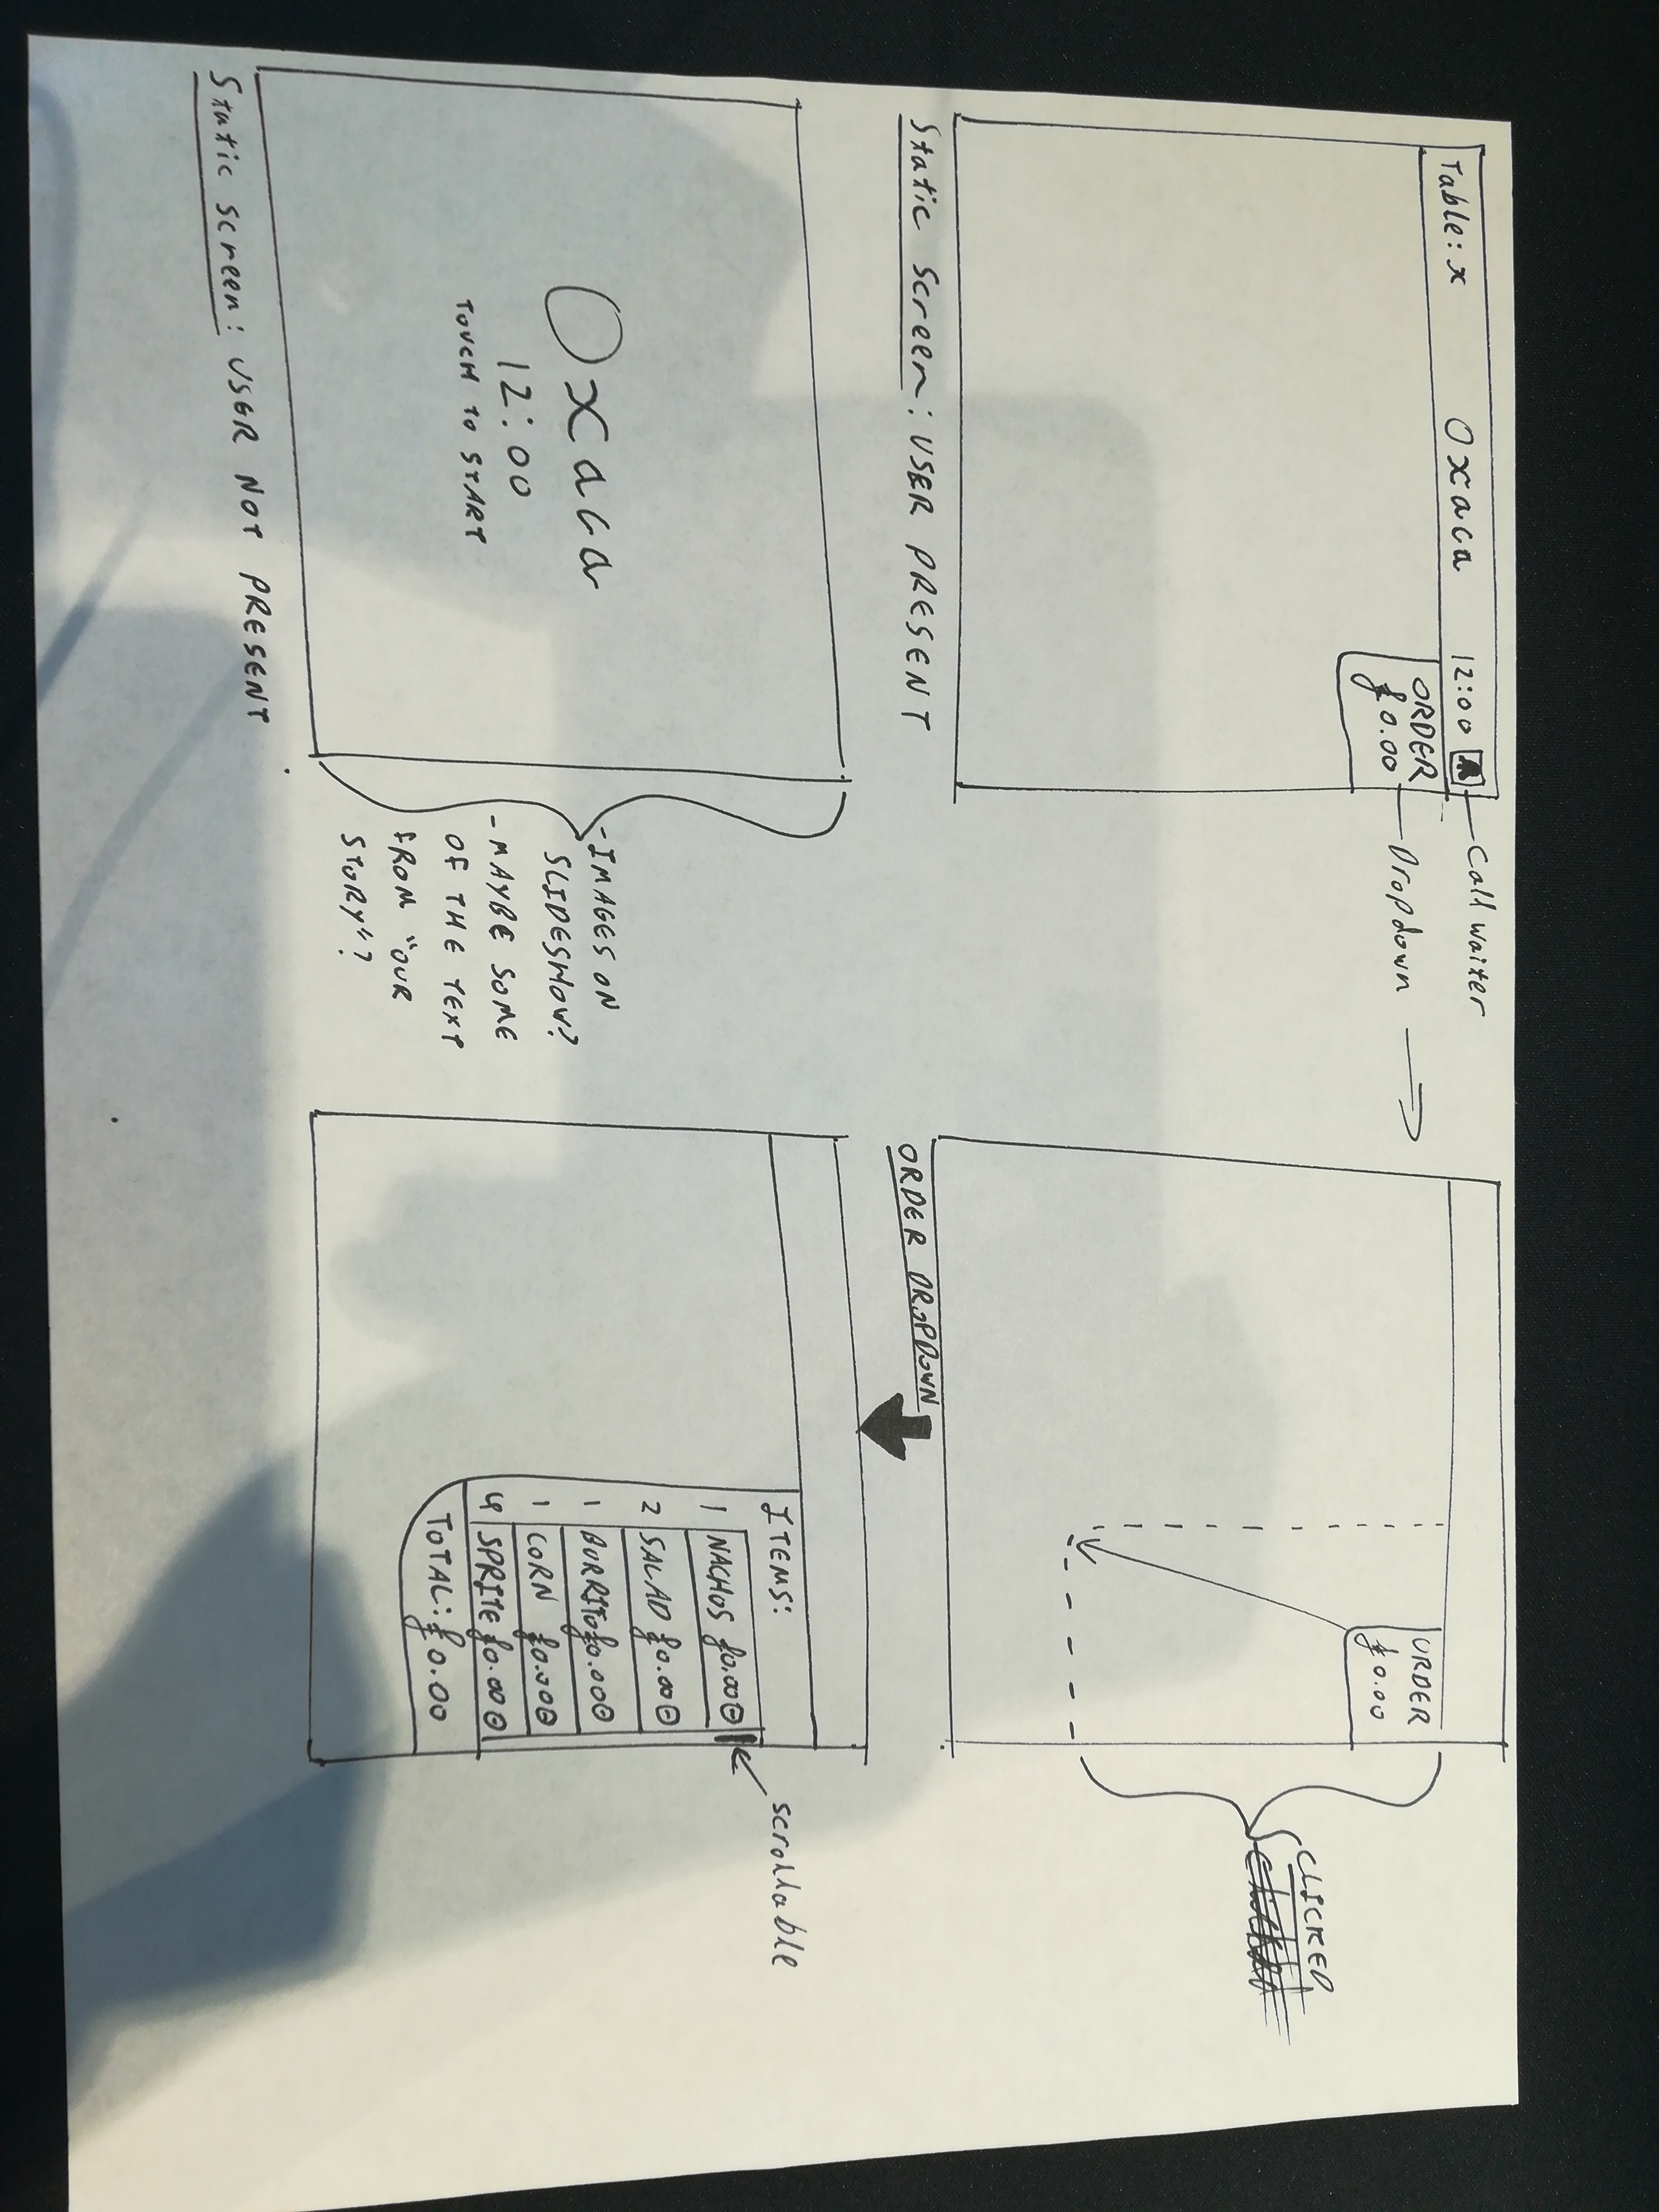 Table: x Oxaca 12:00
Call waiter
ORDER
£0.00
Dropdown
Static screen: USER PRESENT
ORDER
£0.00
CLICKED
ORDER DROPDOWN
Oxaca
12:00
TOUCH TO START
Static screen: USER NOT PRESENT
-IMAGES ON
SLIDESHOW?
-MAYBE SOME
OF THE TEXT
FROM "OUR
STORY"?
ITEMS:
1 NACHOS £0.00
2 SALAD £0.00
1 BURRITO £0.00
1 CORN £0.00
4 SPRITE £0.00
TOTAL: £0.00
scrollable